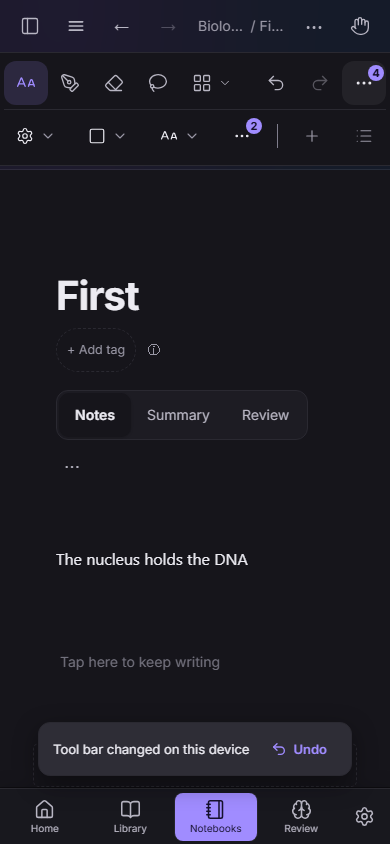 Biolo... / Fi...
4
AA
2
First
+ Add tag
Notes Summary Review
The nucleus holds the DNA
Tap here to keep writing
Tool bar changed on this device Undo
Home Library Notebooks Review